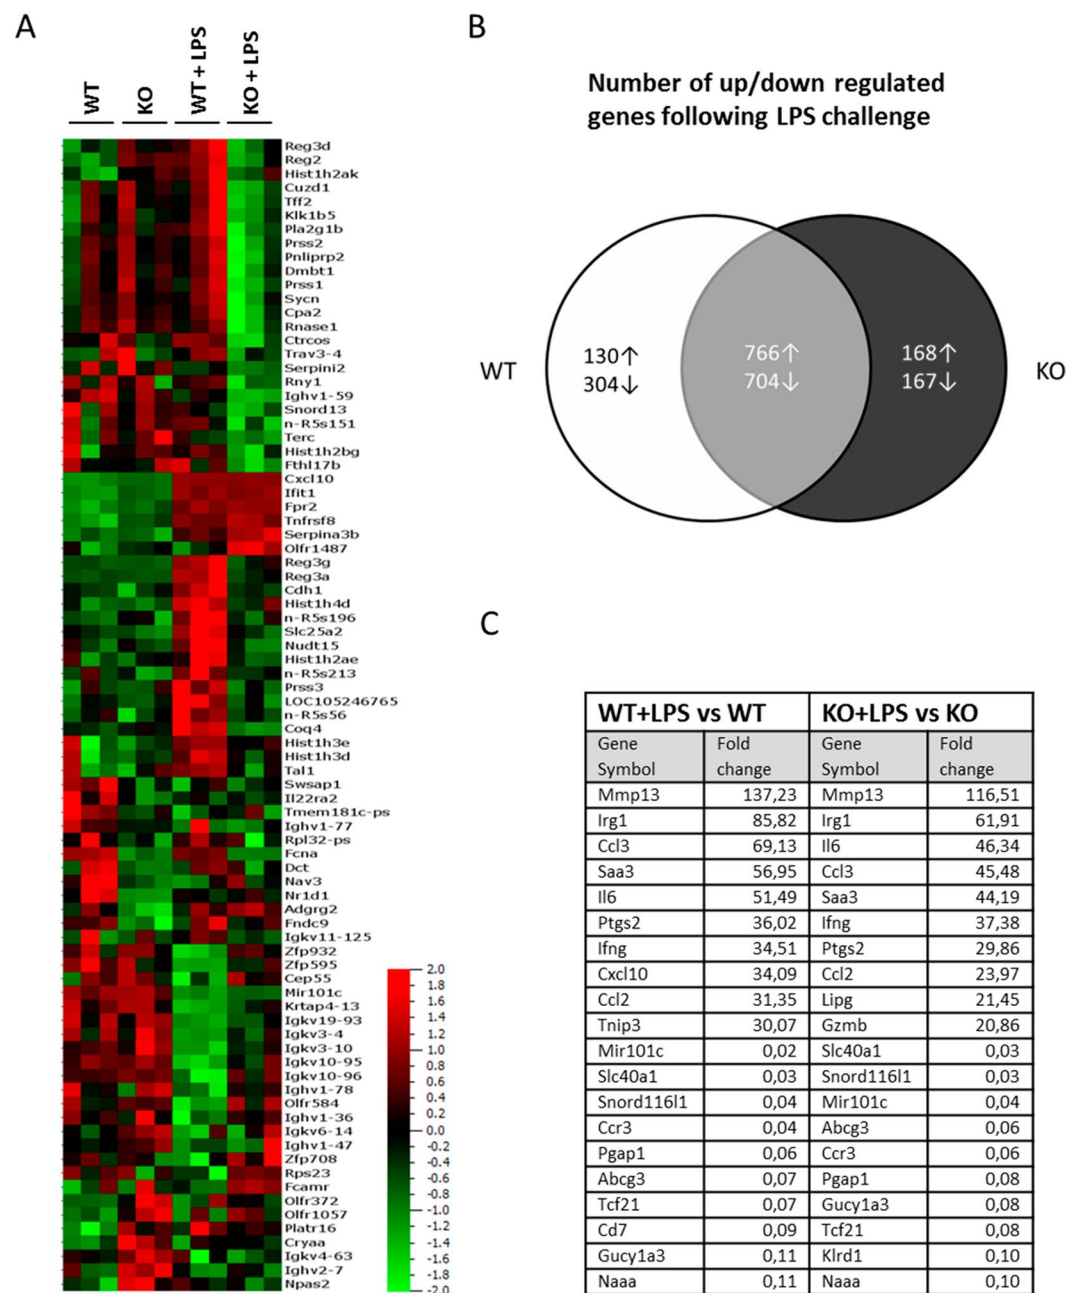 A
WT
KO
WT + LPS
KO + LPS
Reg3d
Reg2
Hist1h2ak
Cuzd1
Tff2
Klk1b5
Pla2g1b
Prss2
Pnliprp2
Dmbt1
Prss1
Sycn
Cpa2
Rnase1
Ctrcos
Trav3-4
Serpini2
Rny1
Ighv1-59
Snord13
n-R5s151
Terc
Hist1h2bg
Fthl17b
Cxcl10
Ifit1
Fpr2
Tnfrsf8
Serpina3b
Olfr1487
Reg3g
Reg3a
Cdh1
Hist1h4d
n-R5s196
Slc25a2
Nudt15
Hist1h2ae
n-R5s213
Prss3
LOC105246765
n-R5s56
Coq4
Hist1h3e
Hist1h3d
Tal1
Swsap1
Il22ra2
Tmem181c-ps
Ighv1-77
Rpl32-ps
Fcna
Dct
Nav3
Nr1d1
Adgrg2
Fndc9
Igkv11-125
Zfp932
Zfp595
Cep55
Mir101c
Krtap4-13
Igkv19-93
Igkv3-4
Igkv3-10
Igkv10-95
Igkv10-96
Ighv1-78
Olfr584
Ighv1-36
Igkv6-14
Ighv1-47
Zfp708
Rps23
Fcamr
Olfr372
Olfr1057
Platr16
Cryaa
Igkv4-63
Ighv2-7
Npas2
2.0
1.8
1.6
1.4
1.2
1.0
0.8
0.6
0.4
0.2
0.0
-0.2
-0.4
-0.6
-0.8
-1.0
-1.2
-1.4
-1.6
-1.8
-2.0
B
Number of up/down regulated
genes following LPS challenge
WT
130↑
304↓
766↑
704↓
168↑
167↓
KO
C
WT+LPS vs WT KO+LPS vs KO
Gene Symbol Fold change Gene Symbol Fold change
Mmp13 137,23 Mmp13 116,51
Irg1 85,82 Irg1 61,91
Ccl3 69,13 Il6 46,34
Saa3 56,95 Ccl3 45,48
Il6 51,49 Saa3 44,19
Ptgs2 36,02 Ifng 37,38
Ifng 34,51 Ptgs2 29,86
Cxcl10 34,09 Ccl2 23,97
Ccl2 31,35 Lipg 21,45
Tnip3 30,07 Gzmb 20,86
Mir101c 0,02 Slc40a1 0,03
Slc40a1 0,03 Snord116l1 0,03
Snord116l1 0,04 Mir101c 0,04
Ccr3 0,04 Abcg3 0,06
Pgap1 0,06 Ccr3 0,06
Abcg3 0,07 Pgap1 0,08
Tcf21 0,07 Gucy1a3 0,08
Cd7 0,09 Tcf21 0,08
Gucy1a3 0,11 Klrd1 0,10
Naaa 0,11 Naaa 0,10